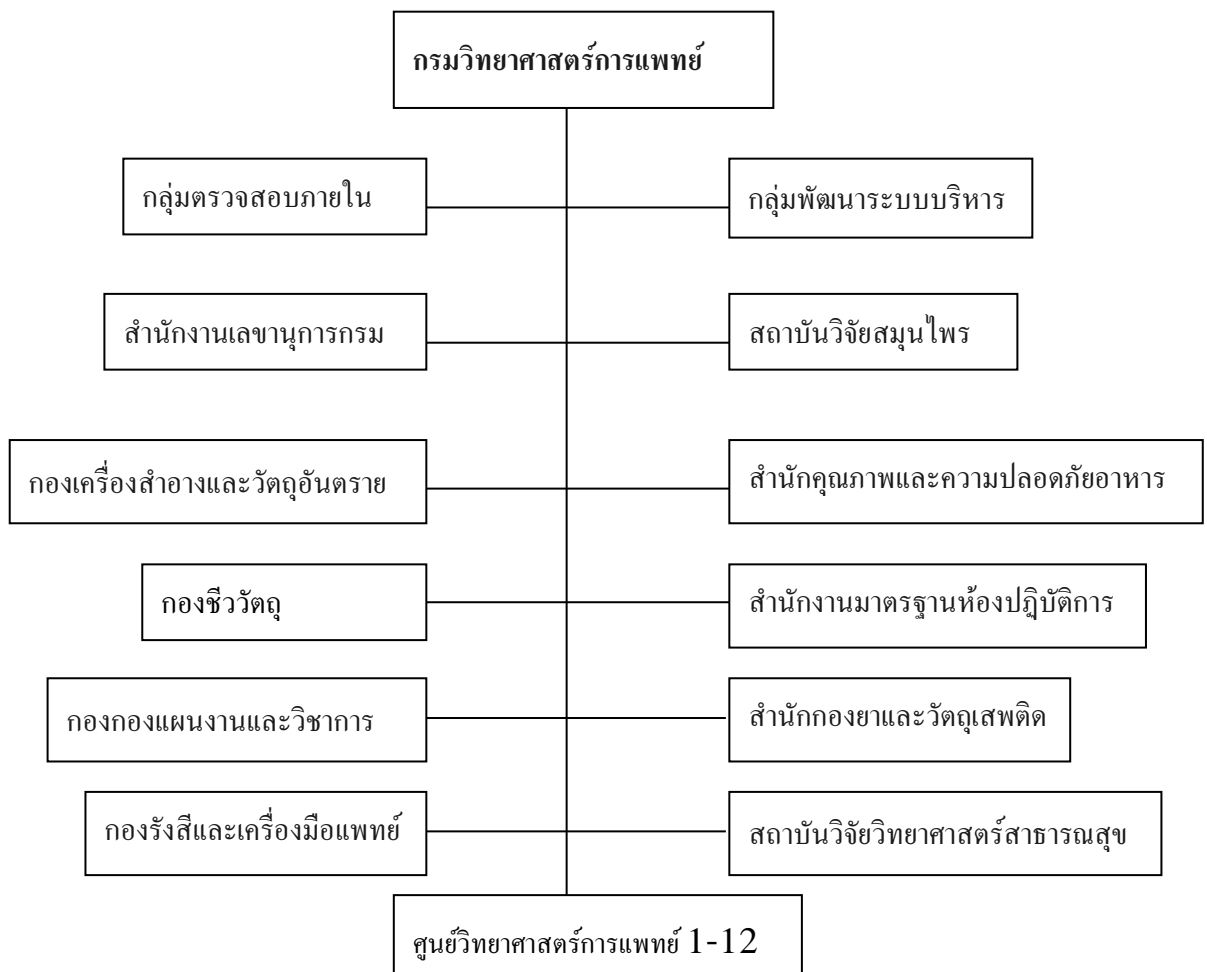 กรมวิทยาศาสตร์การแพทย์
กลุ่มตรวจสอบภายใน
กลุ่มพัฒนาระบบบริหาร
สำนักงานเลขานุการกรม
สถาบันวิจัยสมุนไพร
กองเครื่องสำอางและวัตถุอันตราย
สำนักคุณภาพและความปลอดภัยอาหาร
กองชีววัตถุ
สำนักงานมาตรฐานห้องปฏิบัติการ
กองกองแผนงานและวิชาการ
สำนักกองยาและวัตถุเสพติด
กองรังสีและเครื่องมือแพทย์
สถาบันวิจัยวิทยาศาสตร์สาธารณสุข
ศูนย์วิทยาศาสตร์การแพทย์ 1-12